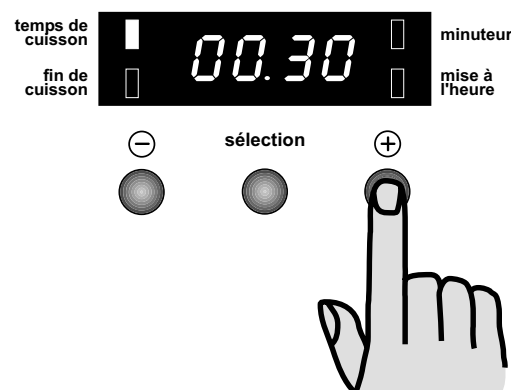 temps de
cuisson
fin de
cuisson
00.30
minuteur
mise à
l'heure
−
sélection
+